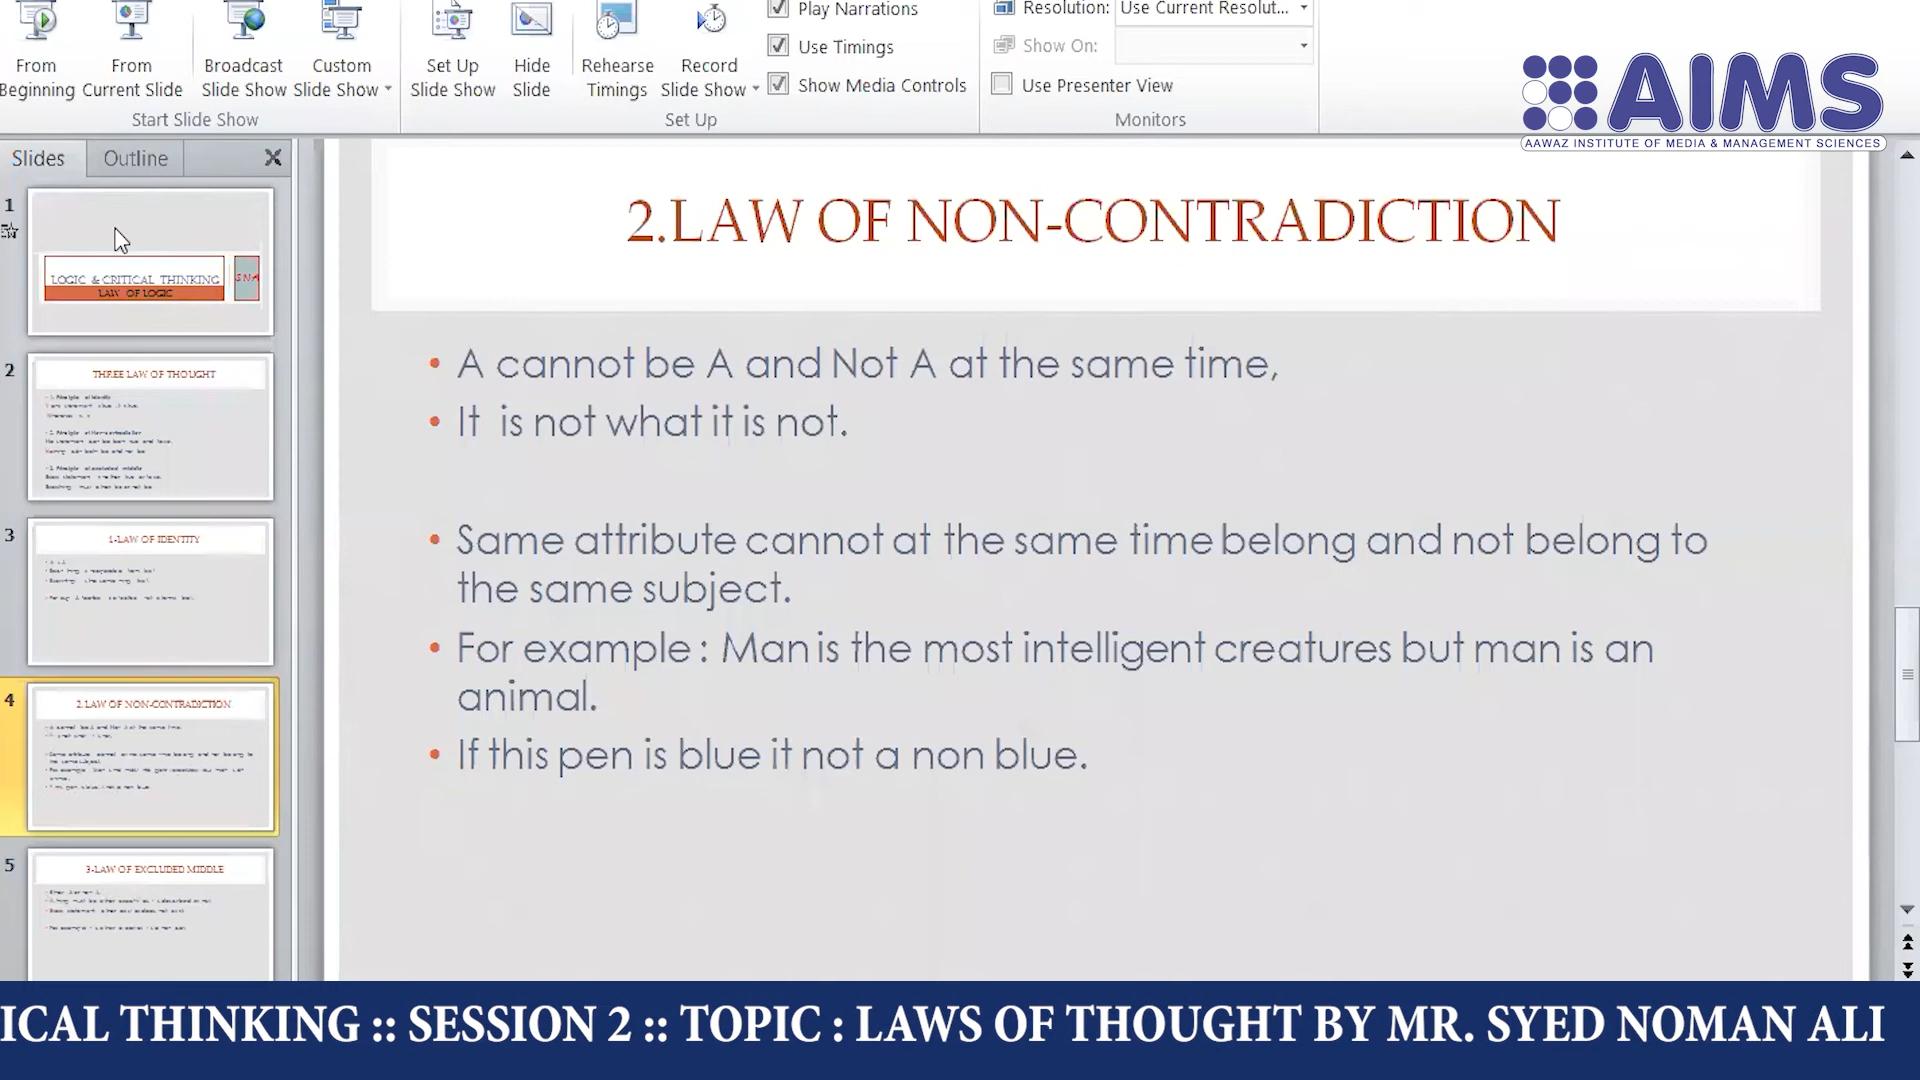 Play Narrations
Resolution: Use Current Resolut...
Use Timings
Show On:
From Beginning
From Current Slide
Broadcast Slide Show
Custom Slide Show
Set Up Slide Show
Hide Slide
Rehearse Timings
Record Slide Show
Show Media Controls
Use Presenter View
Start Slide Show
Set Up
Monitors
AIMS
AAWAZ INSTITUTE OF MEDIA & MANAGEMENT SCIENCES
Slides
Outline
1
LOGIC & CRITICAL THINKING
LAW OF LOGIC
SNA
2
THREE LAW OF THOUGHT
3
1-LAW OF IDENTITY
4
2.LAW OF NON-CONTRADICTION
5
3-LAW OF EXCLUDED MIDDLE
2.LAW OF NON-CONTRADICTION
• A cannot be A and Not A at the same time,
• It is not what it is not.
• Same attribute cannot at the same time belong and not belong to
the same subject.
• For example : Man is the most intelligent creatures but man is an
animal.
• If this pen is blue it not a non blue.
ICAL THINKING :: SESSION 2 :: TOPIC : LAWS OF THOUGHT BY MR. SYED NOMAN ALI